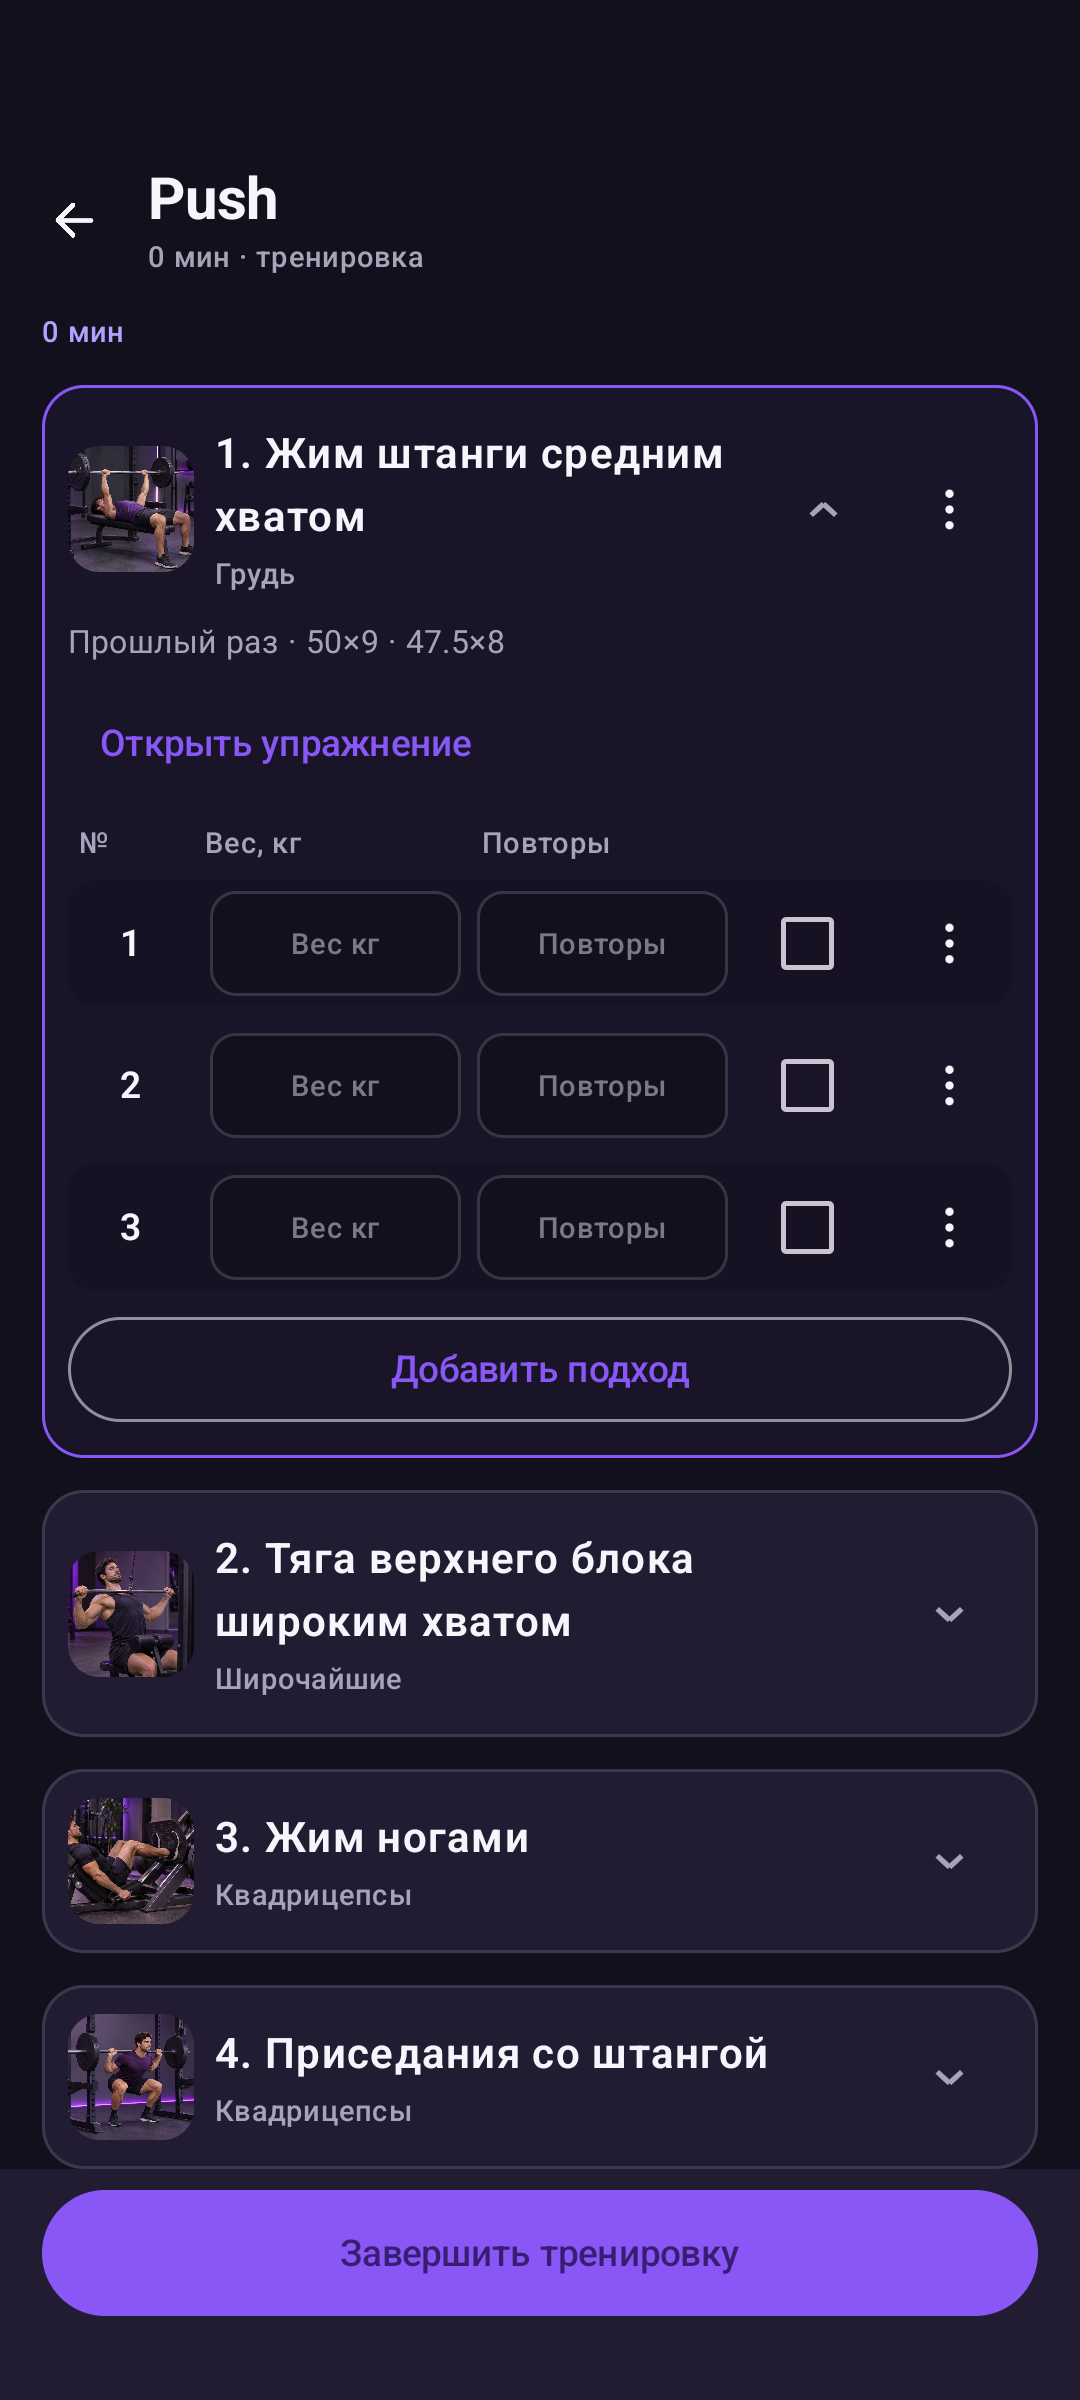 Push
0 мин · тренировка
0 мин
1. Жим штанги средним
хватом
Грудь
Прошлый раз · 50×9 · 47.5×8
Открыть упражнение
№ Вес, кг Повторы
1 Вес кг Повторы
2 Вес кг Повторы
3 Вес кг Повторы
Добавить подход
2. Тяга верхнего блока
широким хватом
Широчайшие
3. Жим ногами
Квадрицепсы
4. Приседания со штангой
Квадрицепсы
Завершить тренировку